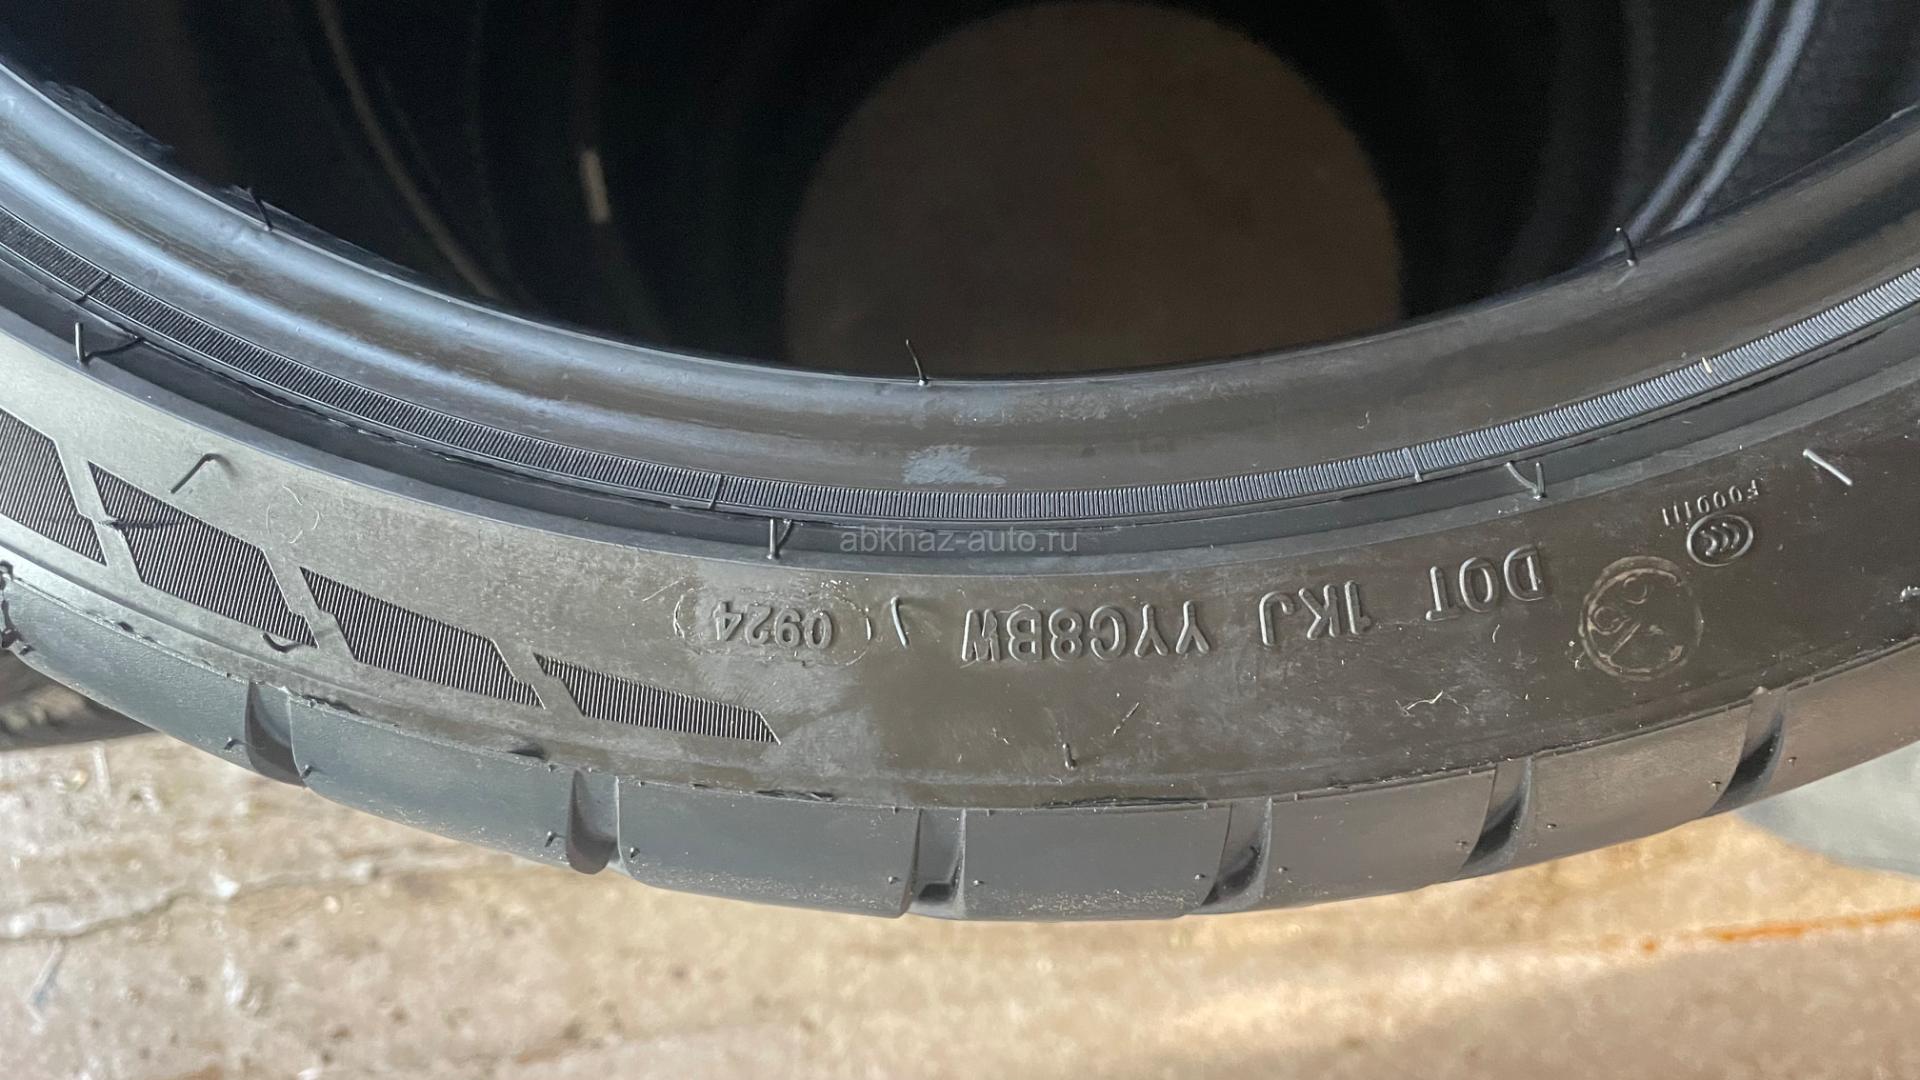 abkhaz-auto.ru
F000111
DOT 1KJ YYC8BW 0924